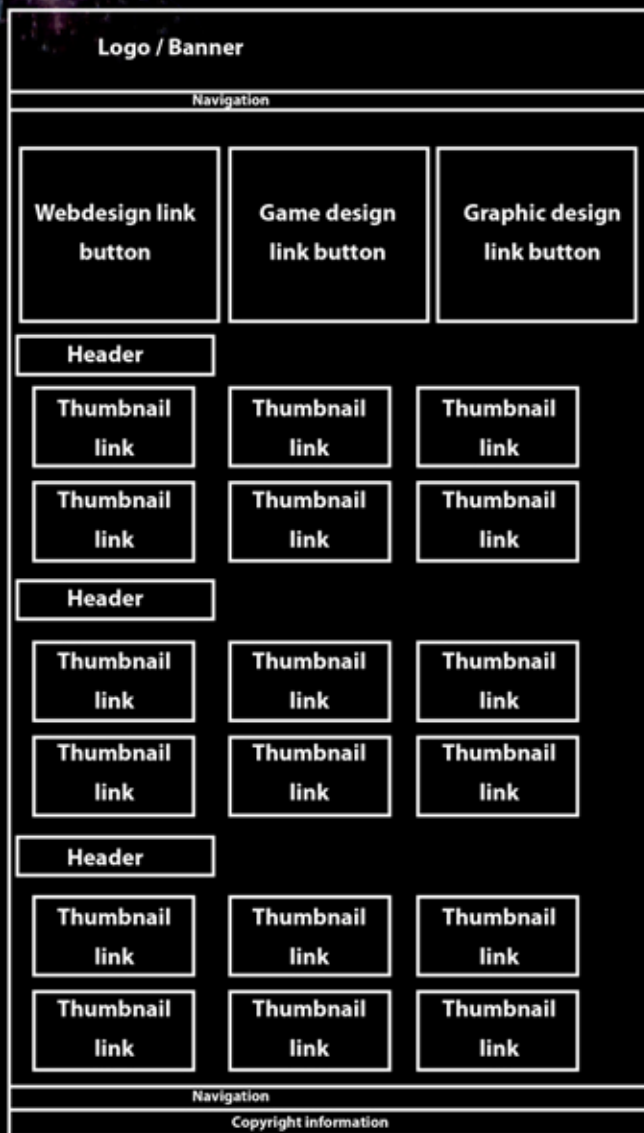 Logo / Banner
Navigation
Webdesign link
button
Game design
link button
Graphic design
link button
Header
Thumbnail
link
Thumbnail
link
Thumbnail
link
Thumbnail
link
Thumbnail
link
Thumbnail
link
Header
Thumbnail
link
Thumbnail
link
Thumbnail
link
Thumbnail
link
Thumbnail
link
Thumbnail
link
Header
Thumbnail
link
Thumbnail
link
Thumbnail
link
Thumbnail
link
Thumbnail
link
Thumbnail
link
Navigation
Copyright information